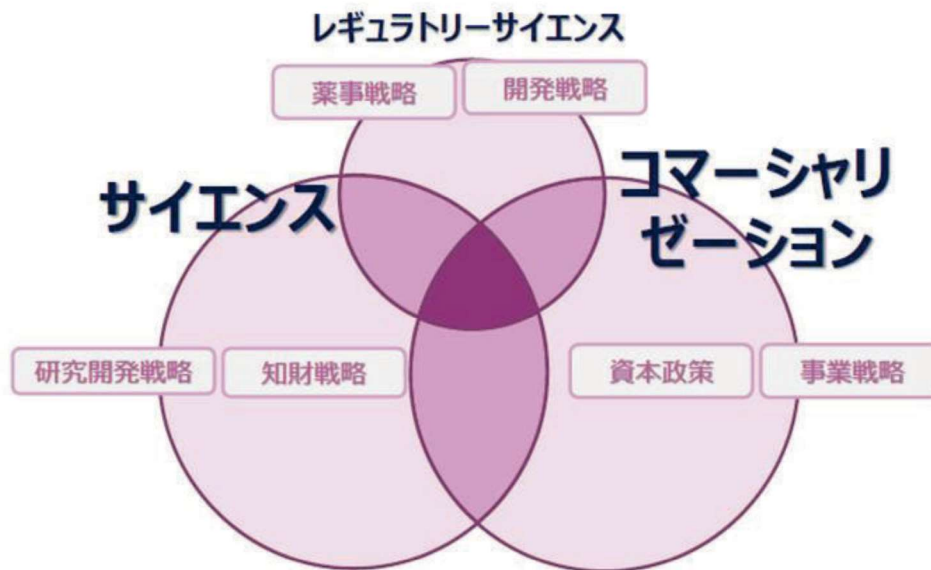 レギュラトリーサイエンス
薬事戦略
開発戦略
サイエンス
コマーシャリ
ゼーション
研究開発戦略
知財戦略
資本政策
事業戦略